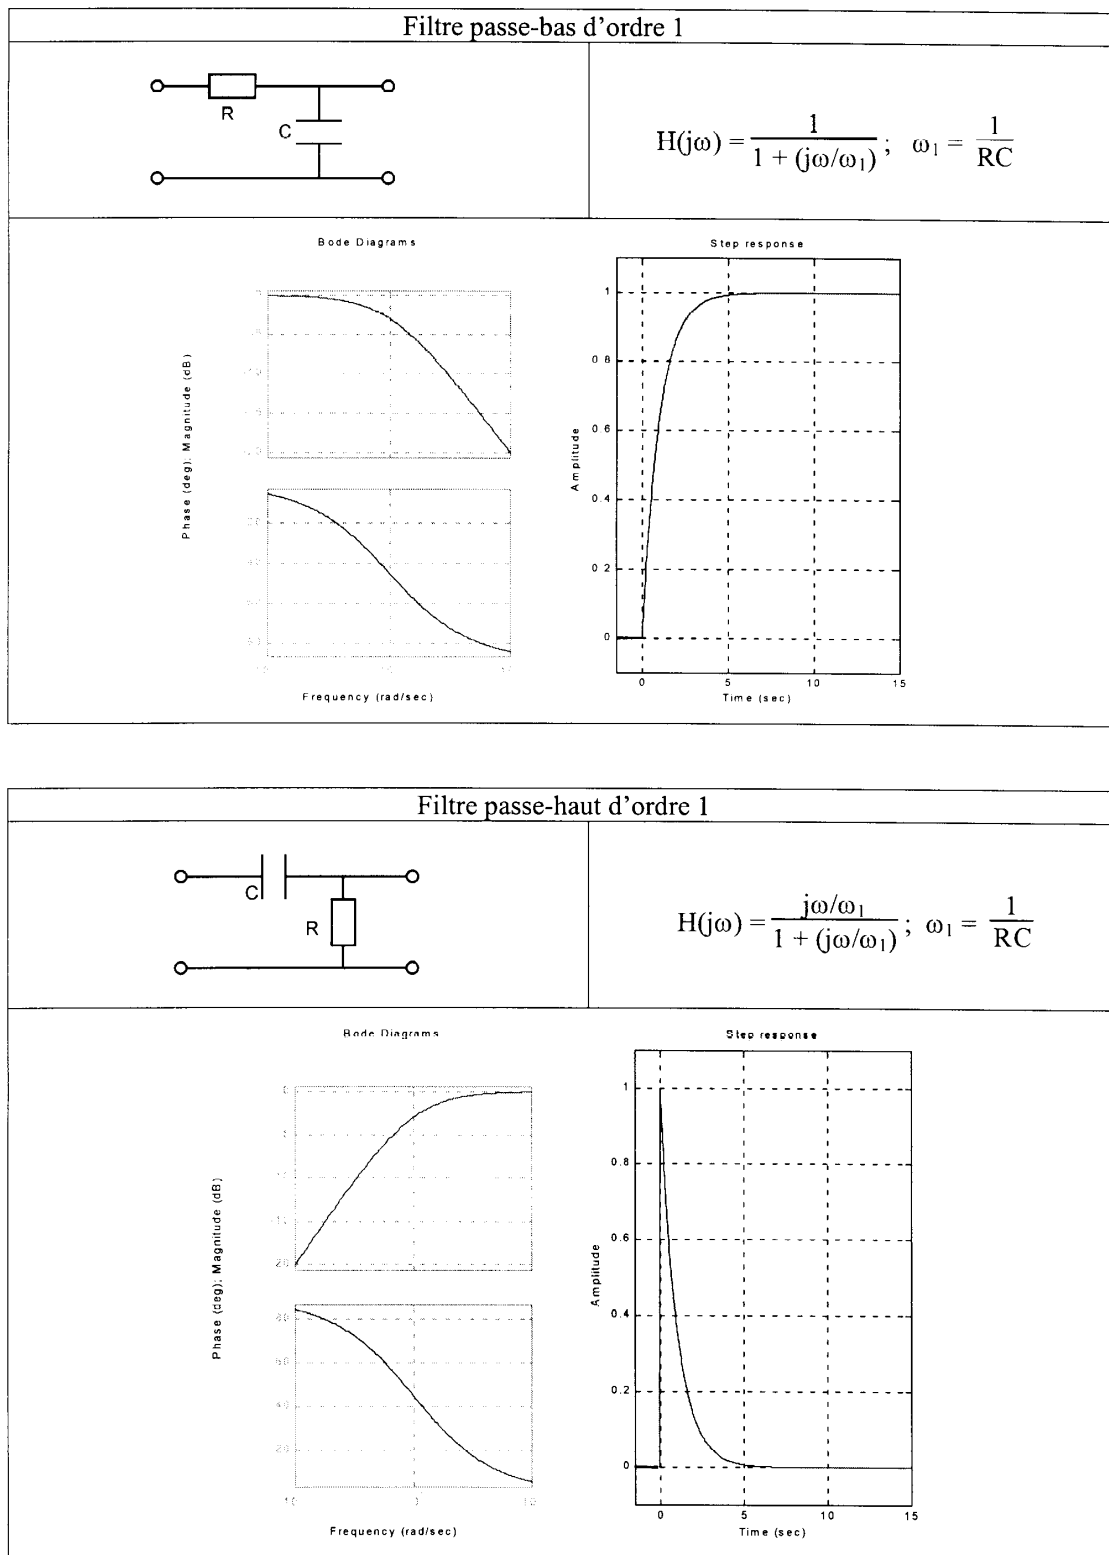 Filtre passe-bas d'ordre 1
R
C
H(jω) = 1 / (1 + (jω/ω₁)) ; ω₁ = 1 / RC
Bode Diagrams
Phase (deg); Magnitude (dB)
Frequency (rad/sec)
Step response
Amplitude
1
0.8
0.6
0.4
0.2
0
0 5 10 15
Time (sec)
Filtre passe-haut d'ordre 1
C
R
H(jω) = jω/ω₁ / (1 + (jω/ω₁)) ; ω₁ = 1 / RC
Bode Diagrams
Phase (deg); Magnitude (dB)
0
20
Frequency (rad/sec)
Step response
Amplitude
1
0.8
0.6
0.4
0.2
0
0 5 10 15
Time (sec)